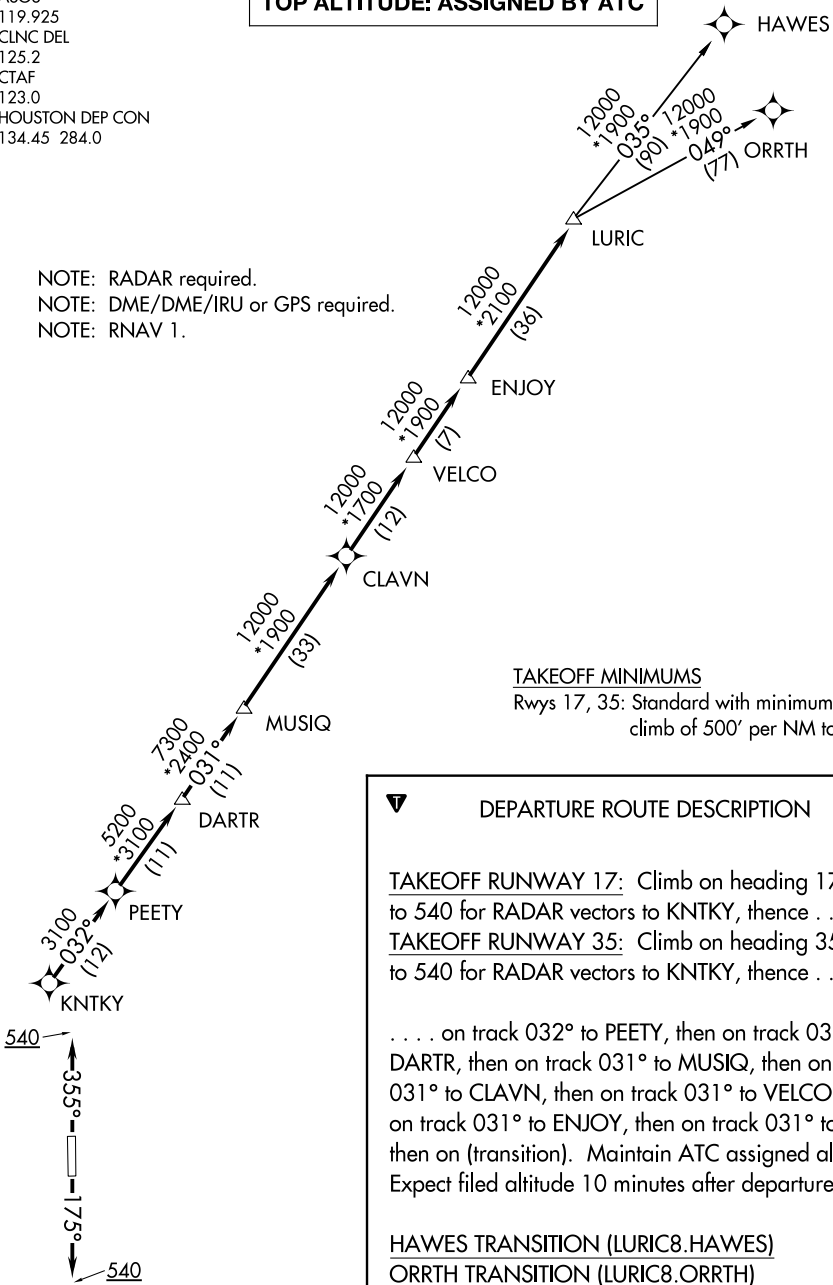 119.925
CLNC DEL
125.2
CTAF
123.0
HOUSTON DEP CON
134.45 284.0
TOP ALTITUDE: ASSIGNED BY ATC
HAWES
12000
*1900
035°
(90)
12000
*1900
049°
(77)
ORRTH
LURIC
NOTE: RADAR required.
NOTE: DME/DME/IRU or GPS required.
NOTE: RNAV 1.
12000
*2100
(36)
ENJOY
12000
*1900
(7)
VELCO
12000
*1700
(12)
CLAVN
12000
*1900
(33)
MUSIQ
TAKEOFF MINIMUMS
Rwys 17, 35: Standard with minimum
climb of 500' per NM to
7300
*2400
031°
(11)
DARTR
5200
*3100
(11)
PEETY
3100
032°
(12)
KNTKY
540
355°
175°
540
T
DEPARTURE ROUTE DESCRIPTION
TAKEOFF RUNWAY 17: Climb on heading 17
to 540 for RADAR vectors to KNTKY, thence . .
TAKEOFF RUNWAY 35: Climb on heading 35
to 540 for RADAR vectors to KNTKY, thence . .
. . . . on track 032° to PEETY, then on track 03
DARTR, then on track 031° to MUSIQ, then on
031° to CLAVN, then on track 031° to VELCO
on track 031° to ENJOY, then on track 031° to
then on (transition). Maintain ATC assigned al
Expect filed altitude 10 minutes after departure
HAWES TRANSITION (LURIC8.HAWES)
ORRTH TRANSITION (LURIC8.ORRTH)